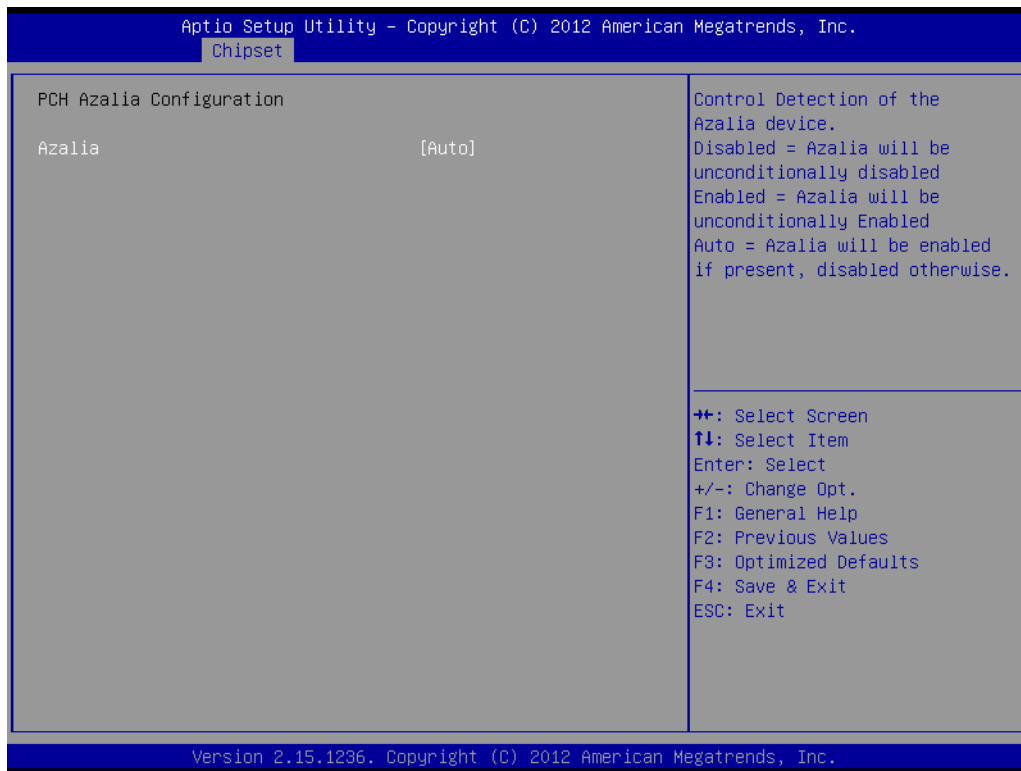 Aptio Setup Utility – Copyright (C) 2012 American Megatrends, Inc.
Chipset
PCH Azalia Configuration
Azalia [Auto]
Control Detection of the
Azalia device.
Disabled = Azalia will be
unconditionally disabled
Enabled = Azalia will be
unconditionally Enabled
Auto = Azalia will be enabled
if present, disabled otherwise.
→←: Select Screen
↑↓: Select Item
Enter: Select
+/-: Change Opt.
F1: General Help
F2: Previous Values
F3: Optimized Defaults
F4: Save & Exit
ESC: Exit
Version 2.15.1236. Copyright (C) 2012 American Megatrends, Inc.